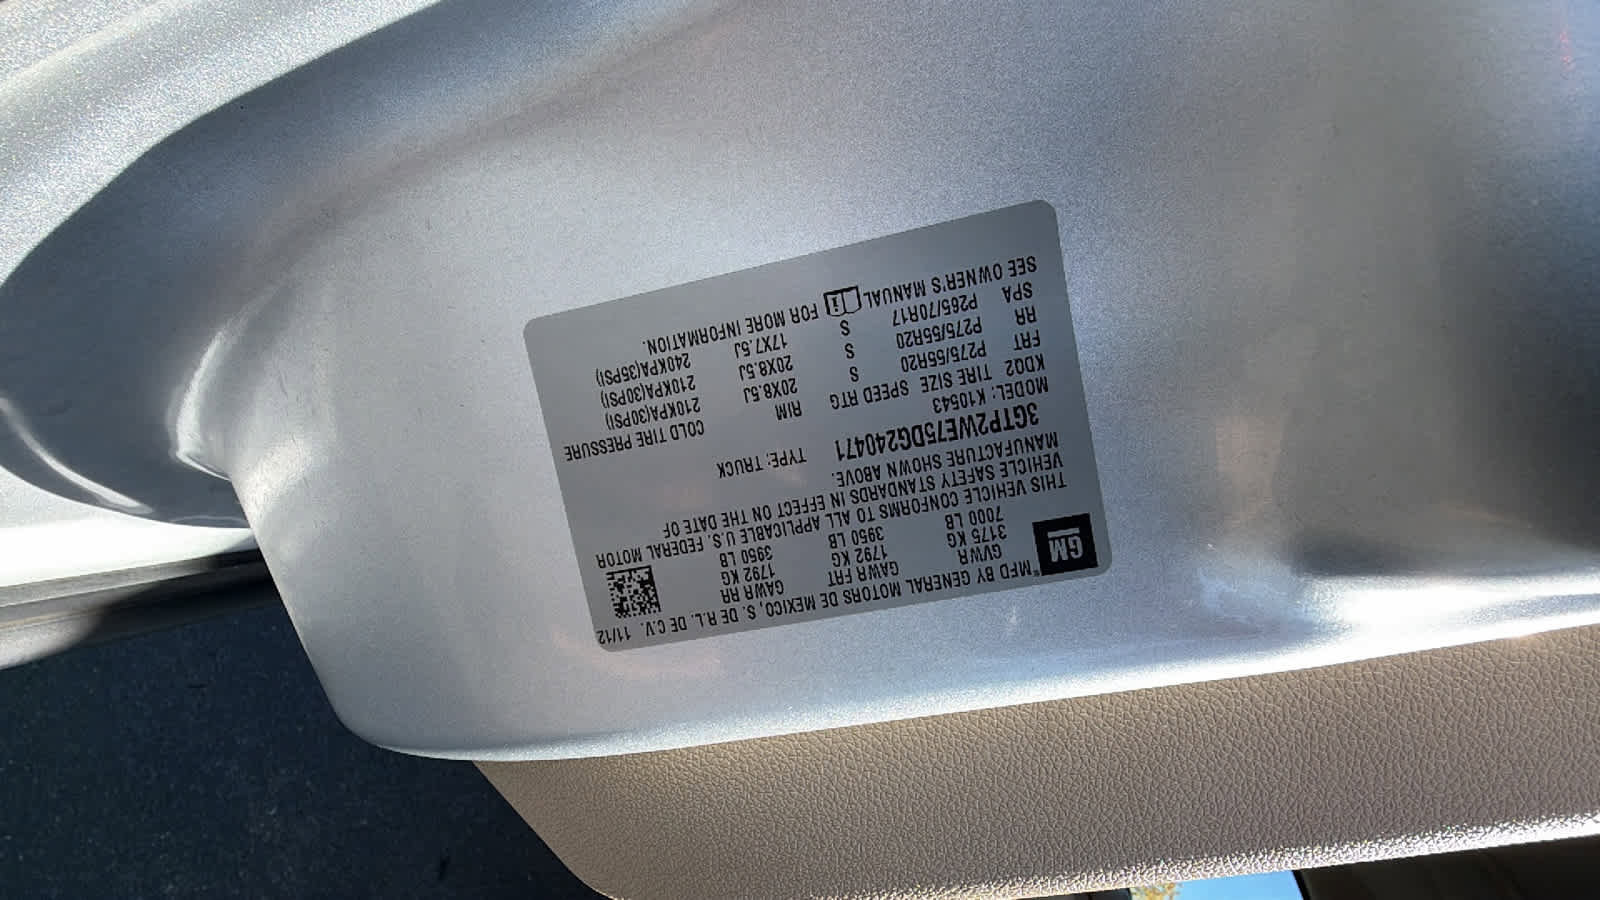 GM
MFD BY GENERAL MOTORS DE MEXICO, S. DE R.L. DE C.V. 11/12
GVWR GAWR FRT GAWR RR
3175 KG 1792 KG 1792 KG
7000 LB 3950 LB 3950 LB
THIS VEHICLE CONFORMS TO ALL APPLICABLE U.S. FEDERAL MOTOR
VEHICLE SAFETY STANDARDS IN EFFECT ON THE DATE OF
MANUFACTURE SHOWN ABOVE.
3GTP2WE75DG240471 TYPE: TRUCK
MODEL: K10543
KDQ2 TIRE SIZE SPEED RTG RIM COLD TIRE PRESSURE
FRT P275/55R20 S 20X8.5J 210KPA(30PSI)
RR P275/55R20 S 20X8.5J 210KPA(30PSI)
SPA P265/70R17 S 17X7.5J 240KPA(35PSI)
SEE OWNER'S MANUAL FOR MORE INFORMATION.